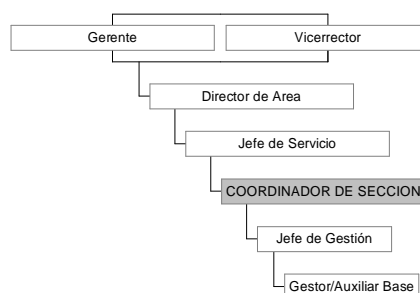 Gerente
Vicerrector
Director de Area
Jefe de Servicio
COORDINADOR DE SECCION
Jefe de Gestión
Gestor/Auxiliar Base